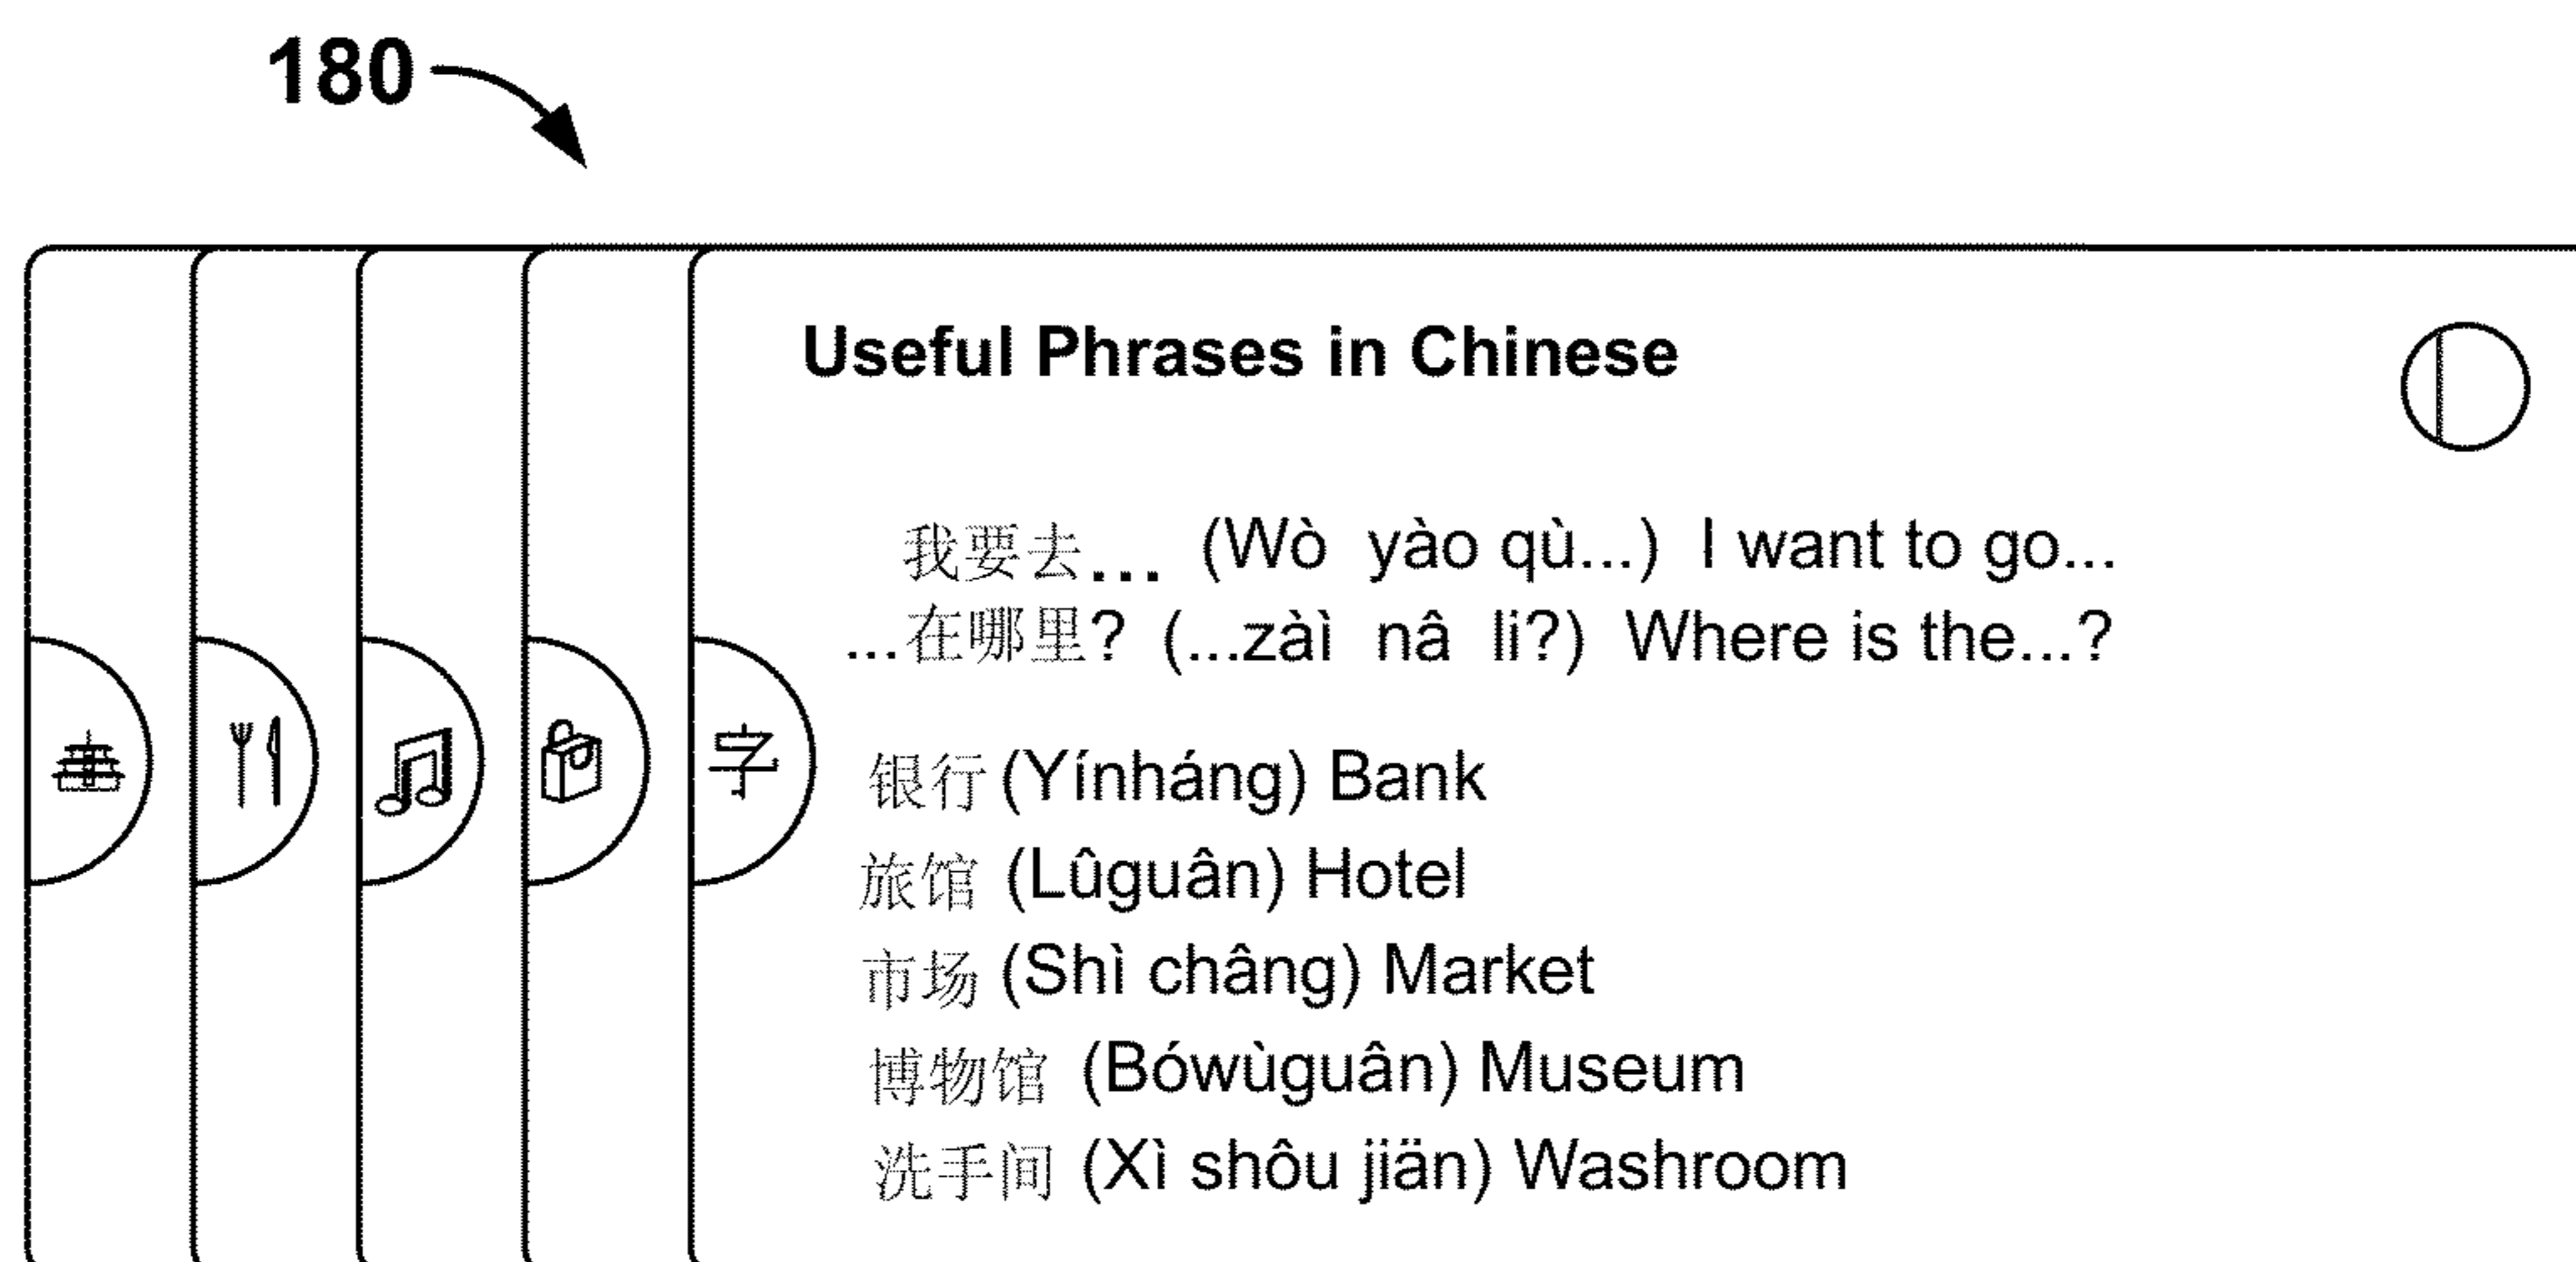 180
Useful Phrases in Chinese
我要去... (Wò yào qù...) I want to go...
...在哪里? (...zàì nâ li?) Where is the...?
字
银行 (Yínháng) Bank
旅馆 (Lûguân) Hotel
市场 (Shì châng) Market
博物馆 (Bówùguân) Museum
洗手间 (Xì shôu jiän) Washroom